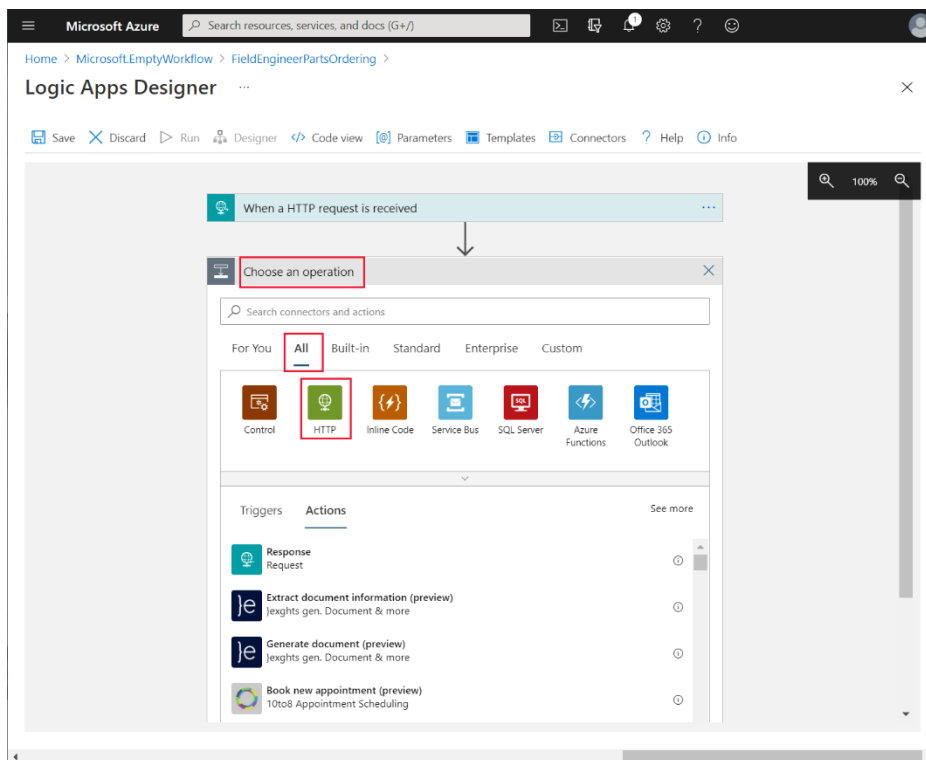 Microsoft Azure
Search resources, services, and docs (G+/)
1
Home > Microsoft.EmptyWorkflow > FieldEngineerPartsOrdering >
Logic Apps Designer ...
Save Discard Run Designer </> Code view [@] Parameters Templates Connectors ? Help Info
100%
When a HTTP request is received ...
Choose an operation
Search connectors and actions
For You All Built-in Standard Enterprise Custom
SQL
Control HTTP Inline Code Service Bus SQL Server Azure Functions Office 365 Outlook
Triggers Actions See more
Response
Request
Extract document information (preview)
}exghts gen. Document & more
Generate document (preview)
}exghts gen. Document & more
Book new appointment (preview)
10to8 Appointment Scheduling